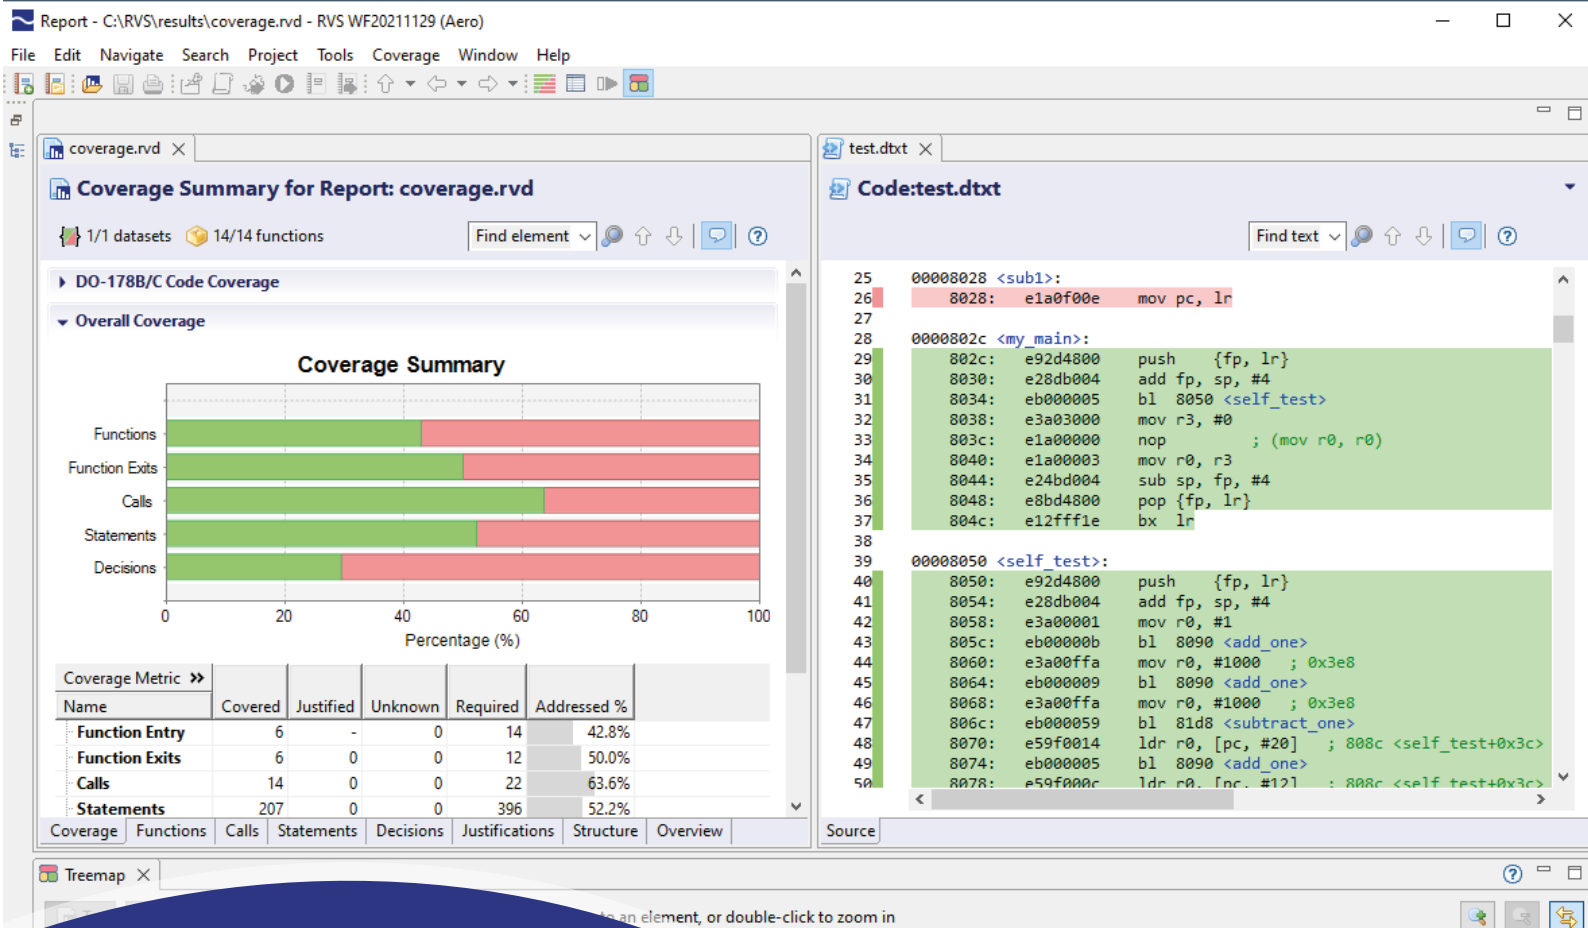 Report - C:\RVS\results\coverage.rvd - RVS WF20211129 (Aero)
File Edit Navigate Search Project Tools Coverage Window Help
coverage.rvd
Coverage Summary for Report: coverage.rvd
1/1 datasets 14/14 functions Find element
DO-178B/C Code Coverage
Overall Coverage
Coverage Summary
Functions
Function Exits
Calls
Statements
Decisions
0 20 40 60 80 100
Percentage (%)
Coverage Metric »
Name Covered Justified Unknown Required Addressed %
Function Entry 6 - 0 14 42.8%
Function Exits 6 0 0 12 50.0%
Calls 14 0 0 22 63.6%
Statements 207 0 0 396 52.2%
Coverage Functions Calls Statements Decisions Justifications Structure Overview
test.dtxt
Code:test.dtxt
Find text
25 00008028 <sub1>:
26 8028: e1a0f00e mov pc, lr
27
28 0000802c <my_main>:
29 802c: e92d4800 push {fp, lr}
30 8030: e28db004 add fp, sp, #4
31 8034: eb000005 bl 8050 <self_test>
32 8038: e3a03000 mov r3, #0
33 803c: e1a00000 nop ; (mov r0, r0)
34 8040: e1a00003 mov r0, r3
35 8044: e24bd004 sub sp, fp, #4
36 8048: e8bd4800 pop {fp, lr}
37 804c: e12fff1e bx lr
38
39 00008050 <self_test>:
40 8050: e92d4800 push {fp, lr}
41 8054: e28db004 add fp, sp, #4
42 8058: e3a00001 mov r0, #1
43 805c: eb00000b bl 8090 <add_one>
44 8060: e3a00ffa mov r0, #1000 ; 0x3e8
45 8064: eb000009 bl 8090 <add_one>
46 8068: e3a00ffa mov r0, #1000 ; 0x3e8
47 806c: eb000059 bl 81d8 <subtract_one>
48 8070: e59f0014 ldr r0, [pc, #20] ; 808c <self_test+0x3c>
49 8074: eb000005 bl 8090 <add_one>
50 8078: e59f000c ldr r0, [pc, #12] ; 808c <self_test+0x3c>
Source
Treemap
an element, or double-click to zoom in